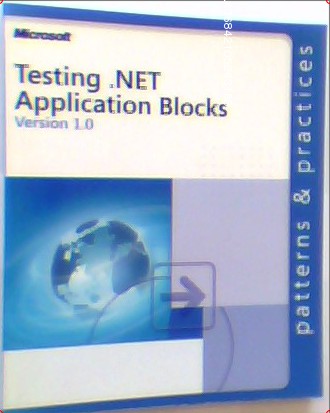 Microsoft
Testing .NET
Application Blocks
Version 1.0
patterns & practices